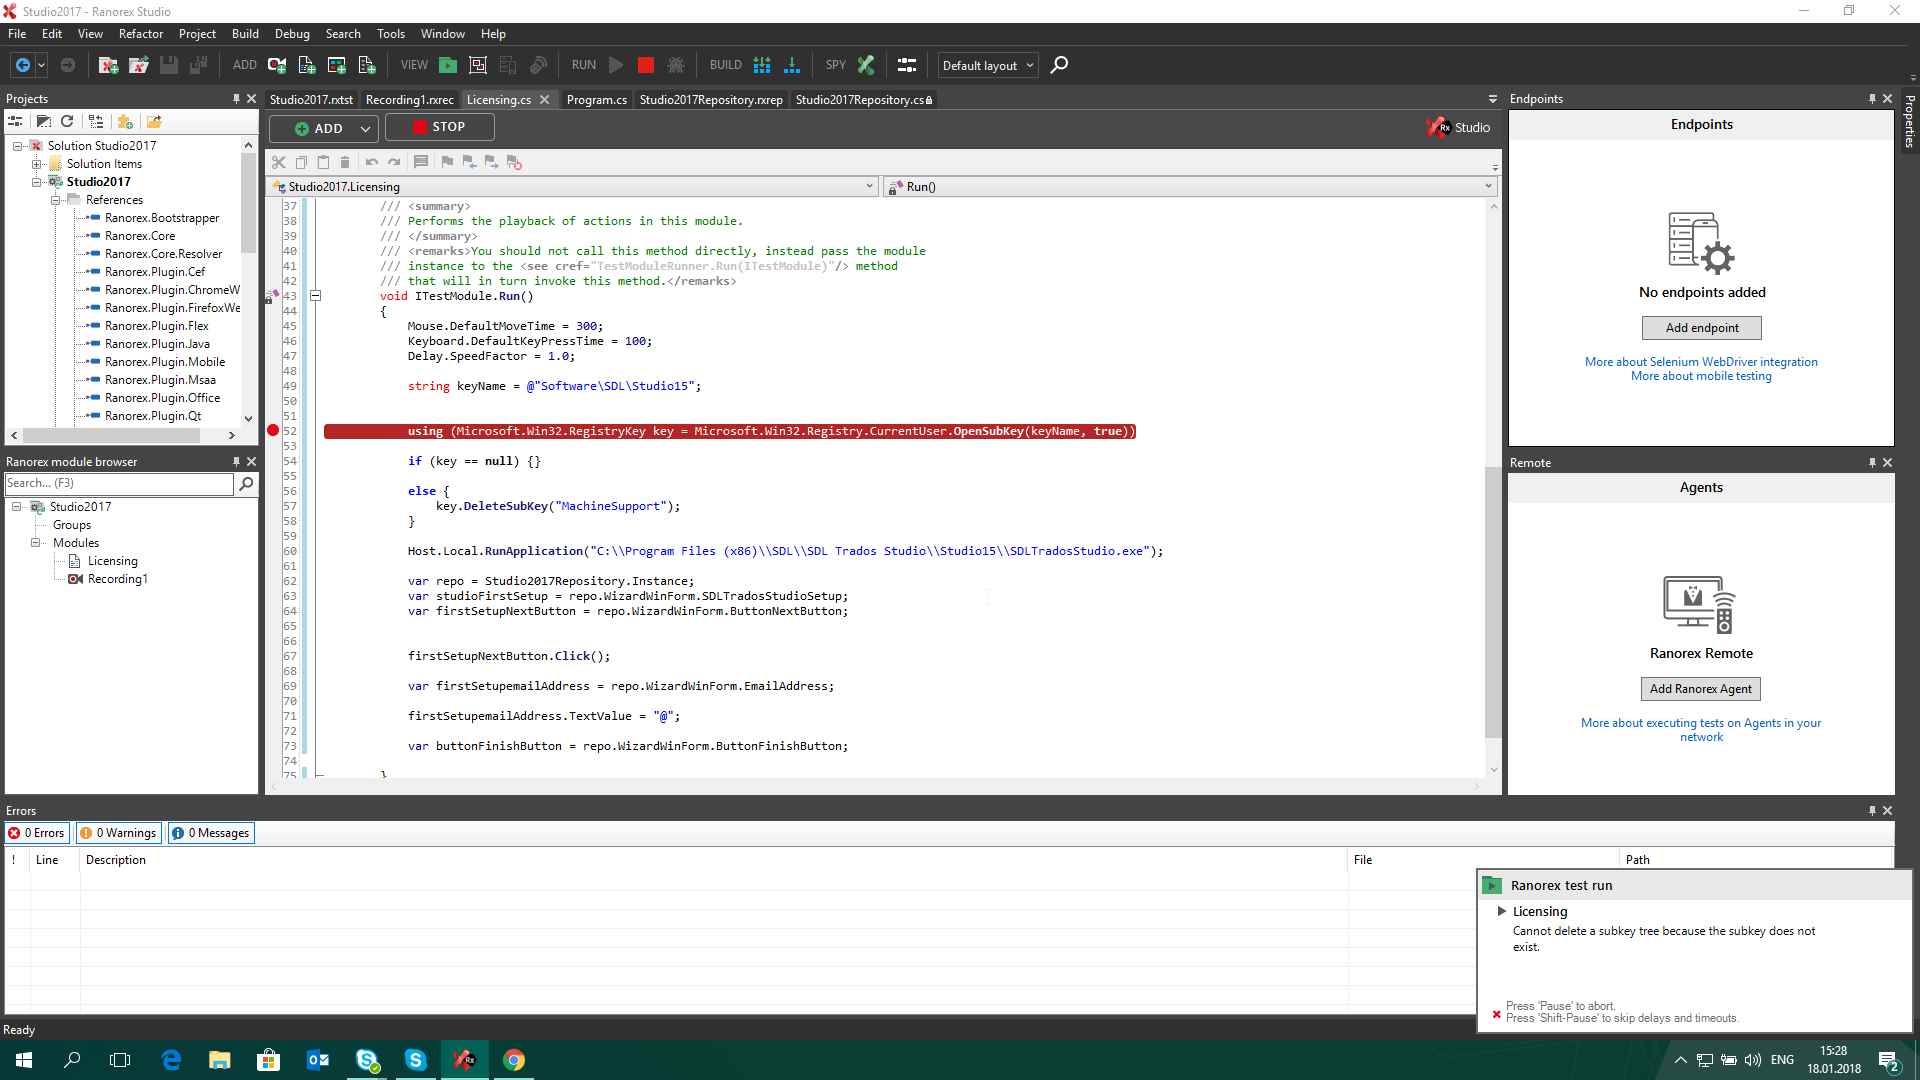 Studio2017 - Ranorex Studio
File Edit View Refactor Project Build Debug Search Tools Window Help
ADD VIEW RUN BUILD SPY Default layout
Projects
Solution Studio2017
Solution Items
Studio2017
References
Ranorex.Bootstrapper
Ranorex.Core
Ranorex.Core.Resolver
Ranorex.Plugin.Cef
Ranorex.Plugin.ChromeW
Ranorex.Plugin.FirefoxWe
Ranorex.Plugin.Flex
Ranorex.Plugin.Java
Ranorex.Plugin.Mobile
Ranorex.Plugin.Msaa
Ranorex.Plugin.Office
Ranorex.Plugin.Qt
Ranorex module browser
Search... (F3)
Studio2017
Groups
Modules
Licensing
Recording1
Studio2017.rxtst Recording1.rxrec Licensing.cs Program.cs Studio2017Repository.rxrep Studio2017Repository.cs
ADD STOP Rx Studio
Studio2017.Licensing Run()
37 /// <summary>
38 /// Performs the playback of actions in this module.
39 /// </summary>
40 /// <remarks>You should not call this method directly, instead pass the module
41 /// instance to the <see cref="TestModuleRunner.Run(ITestModule)"/> method
42 /// that will in turn invoke this method.</remarks>
43 void ITestModule.Run()
44 {
45 Mouse.DefaultMoveTime = 300;
46 Keyboard.DefaultKeyPressTime = 100;
47 Delay.SpeedFactor = 1.0;
48
49 string keyName = @"Software\SDL\Studio15";
50
51
52 using (Microsoft.Win32.RegistryKey key = Microsoft.Win32.Registry.CurrentUser.OpenSubKey(keyName, true))
53
54 if (key == null) {}
55
56 else {
57 key.DeleteSubKey("MachineSupport");
58 }
59
60 Host.Local.RunApplication("C:\\Program Files (x86)\\SDL\\SDL Trados Studio\\Studio15\\SDLTradosStudio.exe");
61
62 var repo = Studio2017Repository.Instance;
63 var studioFirstSetup = repo.WizardWinForm.SDLTradosStudioSetup;
64 var firstSetupNextButton = repo.WizardWinForm.ButtonNextButton;
65
66
67 firstSetupNextButton.Click();
68
69 var firstSetupemailAddress = repo.WizardWinForm.EmailAddress;
70
71 firstSetupemailAddress.TextValue = "@";
72
73 var buttonFinishButton = repo.WizardWinForm.ButtonFinishButton;
74
75 }
Endpoints
Endpoints
No endpoints added
Add endpoint
More about Selenium WebDriver integration
More about mobile testing
Properties
Remote
Agents
Ranorex Remote
Add Ranorex Agent
More about executing tests on Agents in your
network
Errors
0 Errors 0 Warnings 0 Messages
! Line Description File Path
Ranorex test run
Licensing
Cannot delete a subkey tree because the subkey does not
exist.
Press 'Pause' to abort.
Press 'Shift-Pause' to skip delays and timeouts.
Ready
ENG
15:28
18.01.2018
2